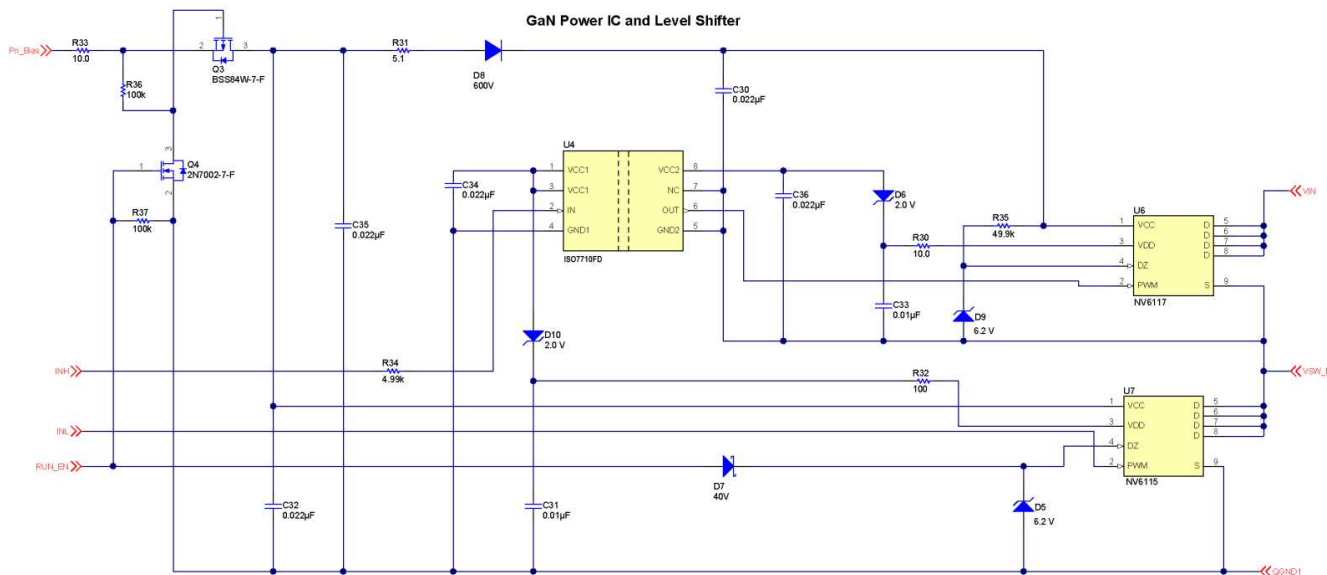 GaN Power IC and Level Shifter
Pri_Bias
R33
10.0
1
2
3
Q3
BSS84W-7-F
R31
5.1
D8
600V
R36
100k
C30
0.022µF
3
1
2
Q4
2N7002-7-F
R37
100k
C35
0.022µF
C34
0.022µF
U4
1
VCC1
3
VCC1
2
IN
4
GND1
VCC2
8
NC
7
OUT
6
GND2
5
ISO7710FD
C36
0.022µF
D6
2.0 V
R30
10.0
C33
0.01µF
R35
49.9k
D9
6.2 V
U6
1
VCC
3
VDD
4
DZ
2
PWM
D
5
D
6
D
7
D
8
S
9
NV6117
VIN
D10
2.0 V
INH
R34
4.99k
R32
100
U7
1
VCC
3
VDD
4
DZ
2
PWM
D
5
D
6
D
7
D
8
S
9
NV6115
INL
RUN_EN
D7
40V
C32
0.022µF
C31
0.01µF
D5
6.2 V
QGND1